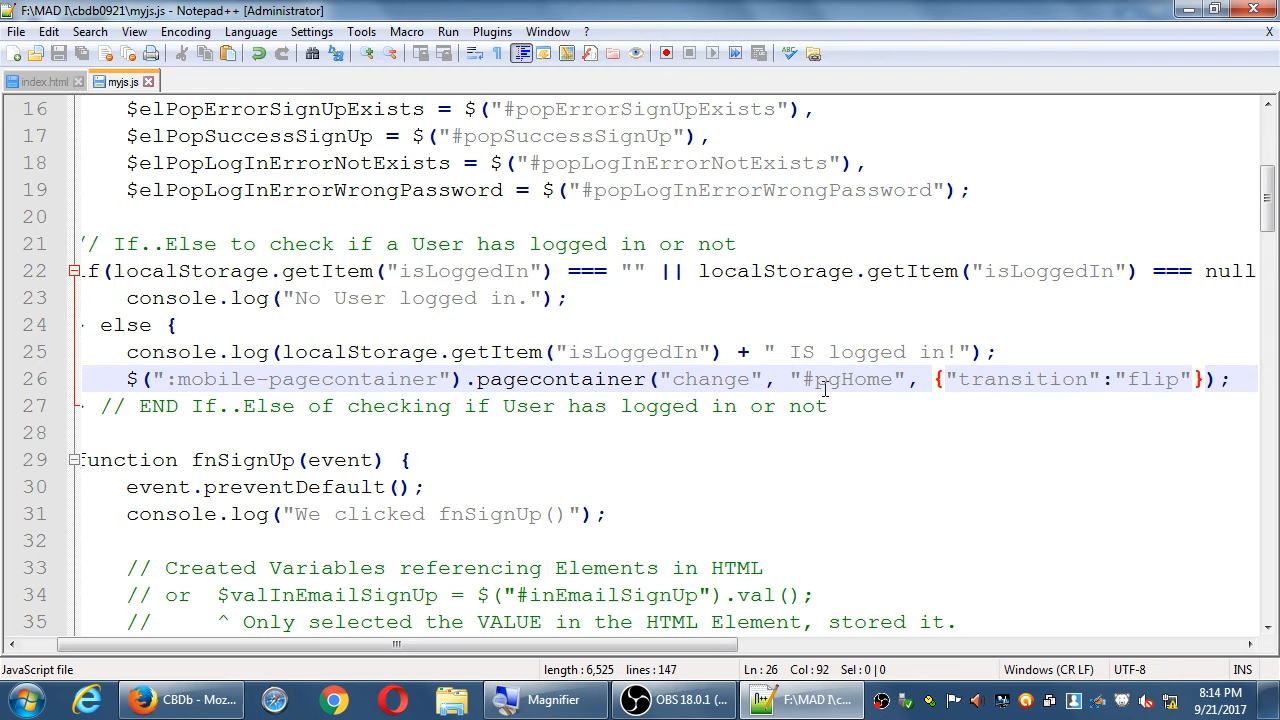 F:\MAD I\cbdb0921\myjs.js - Notepad++ [Administrator]
File Edit Search View Encoding Language Settings Tools Macro Run Plugins Window ? X
index.html myjs.js
16 $elPopErrorSignUpExists = $("#popErrorSignUpExists"),
17 $elPopSuccessSignUp = $("#popSuccessSignUp"),
18 $elPopLogInErrorNotExists = $("#popLogInErrorNotExists"),
19 $elPopLogInErrorWrongPassword = $("#popLogInErrorWrongPassword");
20
21 // If..Else to check if a User has logged in or not
22 if(localStorage.getItem("isLoggedIn") === "" || localStorage.getItem("isLoggedIn") === null
23 console.log("No User logged in.");
24 else {
25 console.log(localStorage.getItem("isLoggedIn") + " IS logged in!");
26 $(":mobile-pagecontainer").pagecontainer("change", "#pgHome", {"transition":"flip"});
27 // END If..Else of checking if User has logged in or not
28
29 function fnSignUp(event) {
30 event.preventDefault();
31 console.log("We clicked fnSignUp()");
32
33 // Created Variables referencing Elements in HTML
34 // or $valInEmailSignUp = $("#inEmailSignUp").val();
35 // ^ Only selected the VALUE in the HTML Element, stored it.
JavaScript file length : 6,525 lines : 147 Ln : 26 Col : 92 Sel : 0 | 0 Windows (CR LF) UTF-8 INS
CBDb - Moz... Magnifier OBS 18.0.1 (... F:\MAD I\c... 8:14 PM
9/21/2017